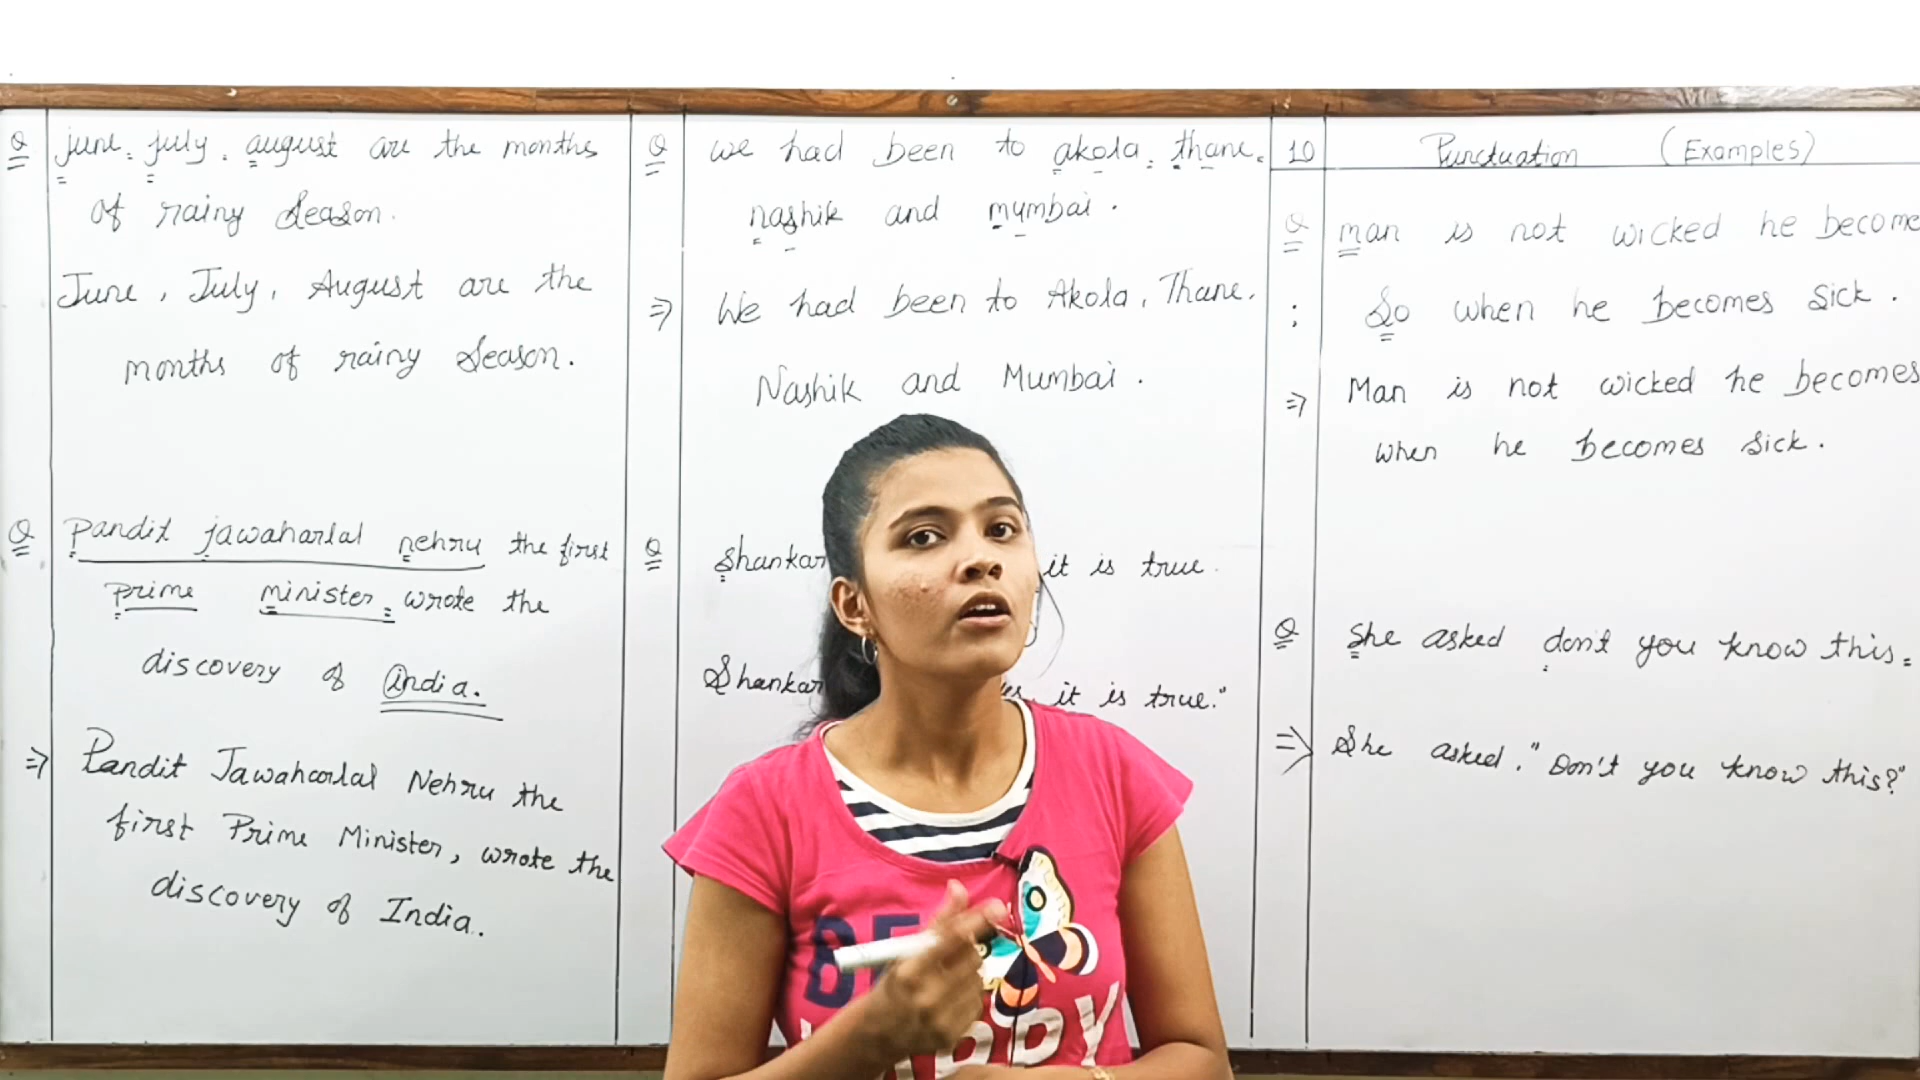 Q june, july, august are the months
of rainy season.
June, July, August are the
months of rainy season.
Q pandit jawaharlal nehru the first
prime minister, wrote the
discovery of india.
⇒ Pandit Jawaharlal Nehru the
first Prime Minister, wrote the
discovery of India.
Q we had been to akola, thane,
nashik and mumbai.
⇒ We had been to Akola, Thane,
Nashik and Mumbai.
Q shankar it is true.
Shankar it is true."
10 Punctuation (Examples)
Q man is not wicked he become
: So when he becomes sick.
⇒ Man is not wicked he becomes
when he becomes sick.
Q she asked don't you know this.
⇒ She asked, "Don't you know this?"
BE
HAPPY